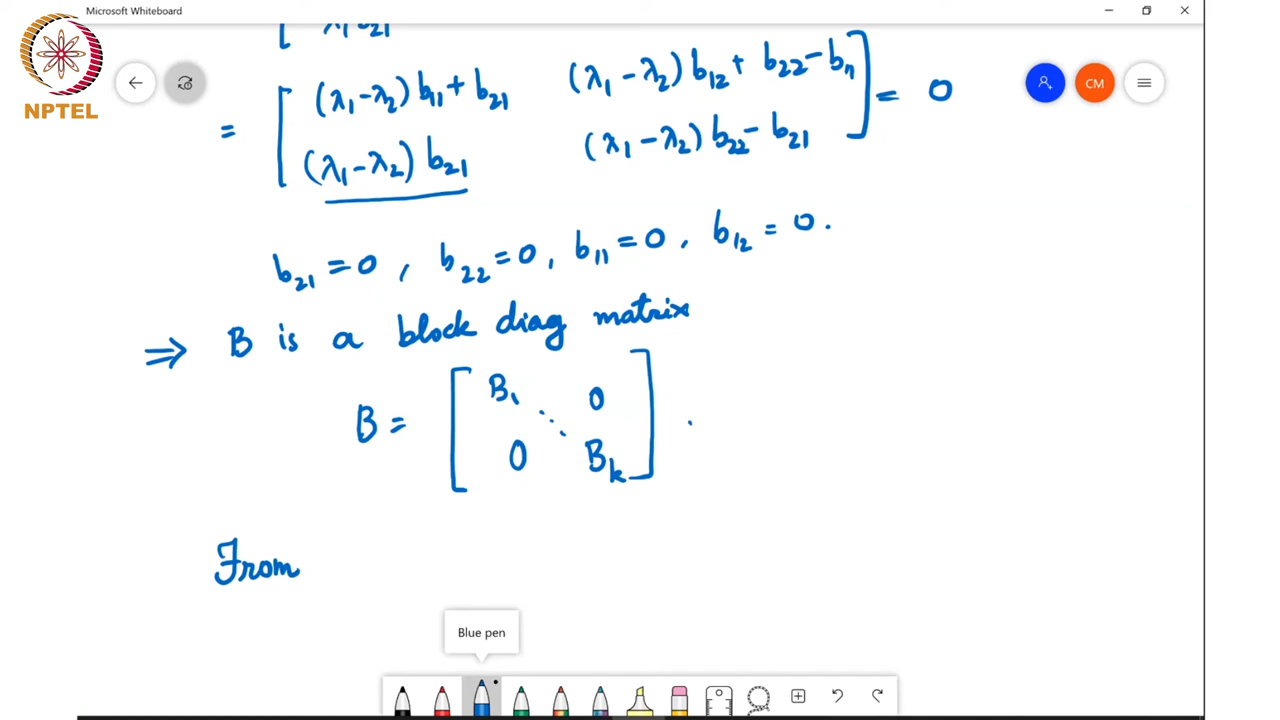 Microsoft Whiteboard
NPTEL
CM
= [ (λ₁-λ₂) b₁₁ + b₂₁ (λ₁-λ₂) b₁₂ + b₂₂ - b₁₁
(λ₁-λ₂) b₂₁ (λ₁-λ₂) b₂₂ - b₂₁ ] = 0
b₂₁ = 0, b₂₂ = 0, b₁₁ = 0, b₁₂ = 0.
⇒ B is a block diag matrix
B = [ B₁ ⋱ 0
0 Bₖ ] .
From
Blue pen